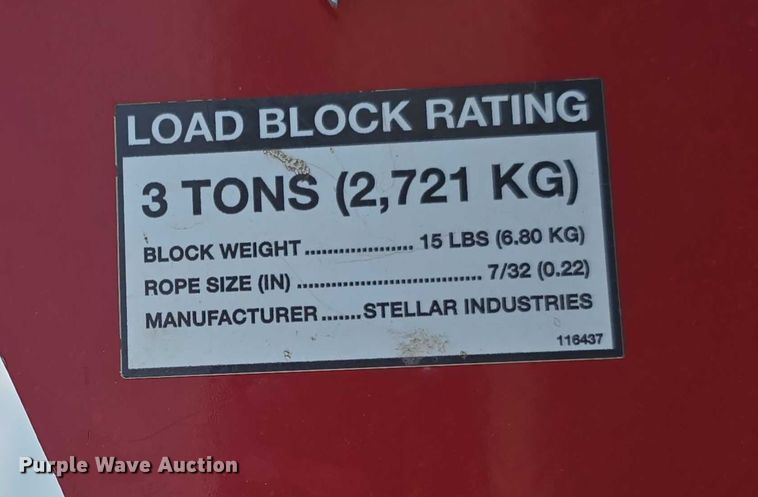 LOAD BLOCK RATING
3 TONS (2,721 KG)
BLOCK WEIGHT ................... 15 LBS (6.80 KG)
ROPE SIZE (IN) ................................ 7/32 (0.22)
MANUFACTURER ....... STELLAR INDUSTRIES
116437
Purple Wave Auction